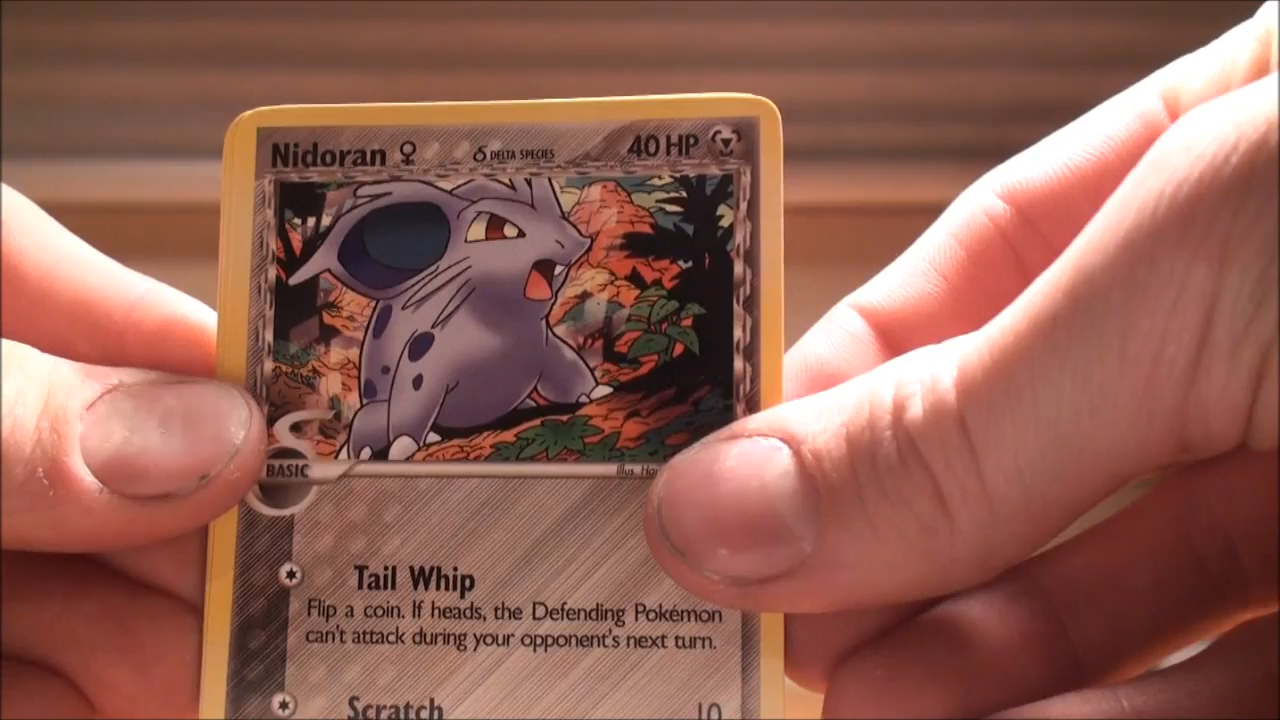 Nidoran ♀ δ DELTA SPECIES 40 HP
BASIC
Illus.
Tail Whip
Flip a coin. If heads, the Defending Pokémon
can't attack during your opponent's next turn.
Scratch 10